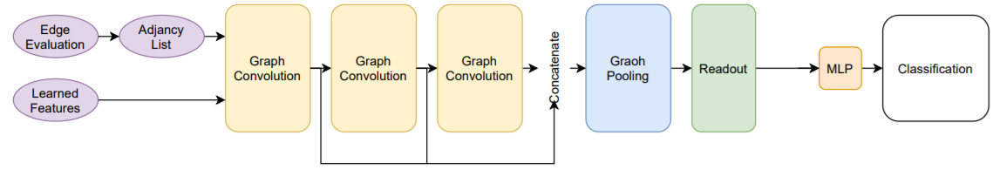 Edge
Evaluation
Adjancy
List
Learned
Features
Graph
Convolution
Graph
Convolution
Graph
Convolution
Concatenate
Graoh
Pooling
Readout
MLP
Classification